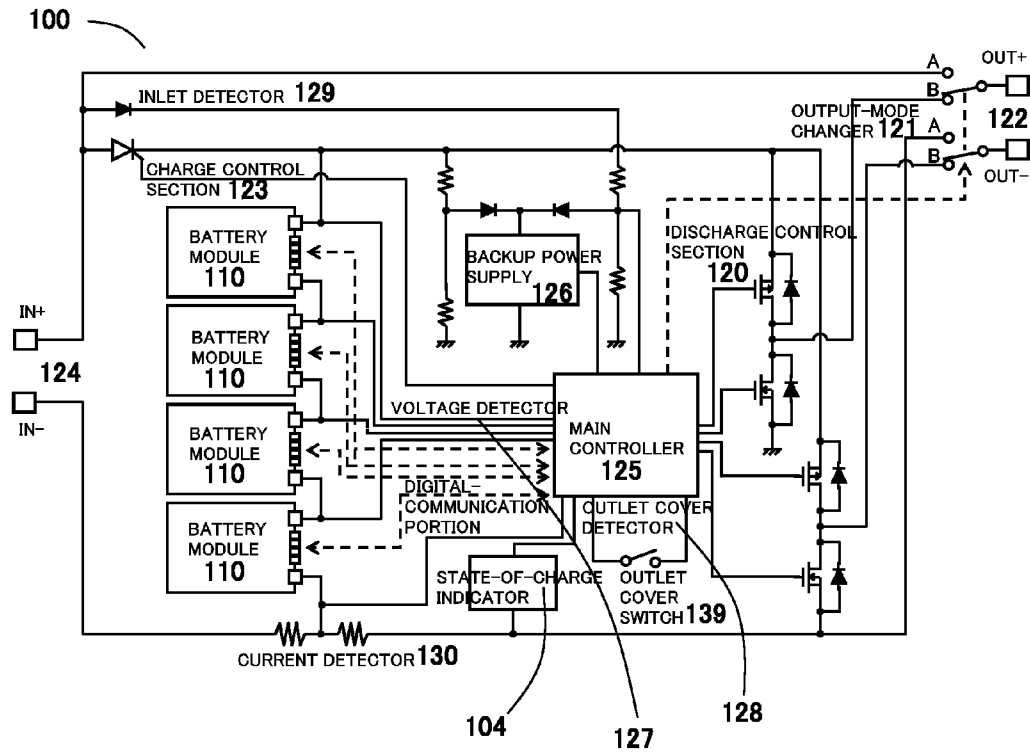 100
A
OUT+
INLET DETECTOR 129
B
OUTPUT-MODE
CHANGER 121
122
A
B
OUT-
CHARGE CONTROL
SECTION 123
BATTERY
MODULE
110
BACKUP POWER
SUPPLY
126
DISCHARGE CONTROL
SECTION
120
IN+
124
IN-
BATTERY
MODULE
110
VOLTAGE DETECTOR
MAIN
CONTROLLER
125
BATTERY
MODULE
110
DIGITAL-
COMMUNICATION
PORTION
OUTLET COVER
DETECTOR
BATTERY
MODULE
110
STATE-OF-CHARGE
INDICATOR
OUTLET
COVER
SWITCH 139
CURRENT DETECTOR 130
104
127
128